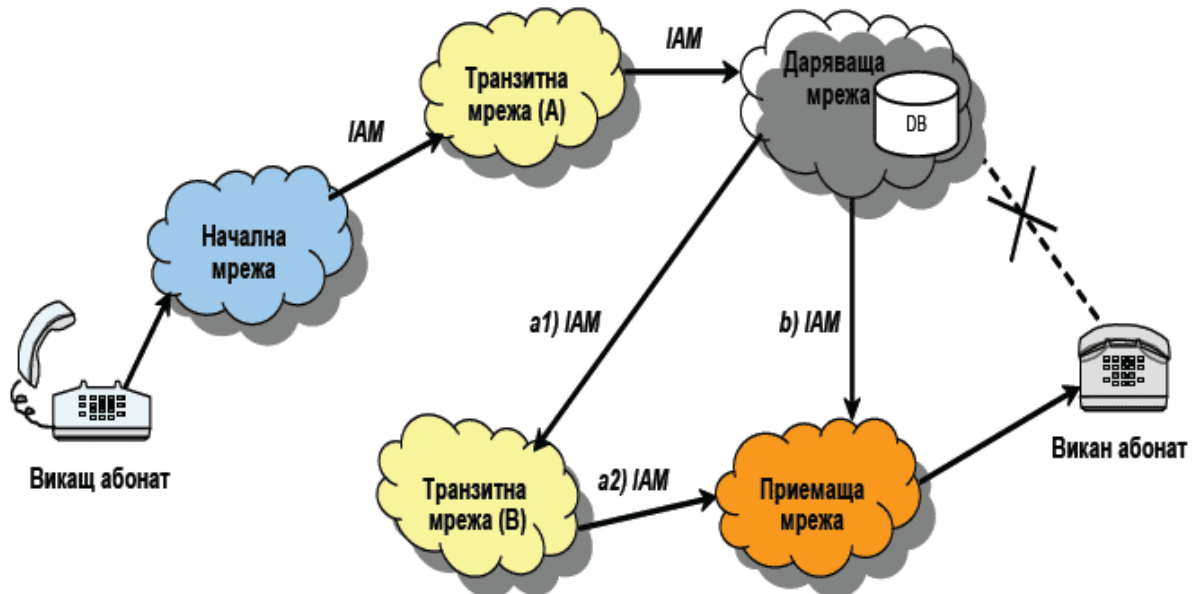 IAM
Транзитна
мрежа (A)
IAM
Даряваща
мрежа
DB
Начална
мрежа
a1) IAM
b) IAM
Викащ абонат
Викан абонат
Транзитна
мрежа (B)
a2) IAM
Приемаща
мрежа